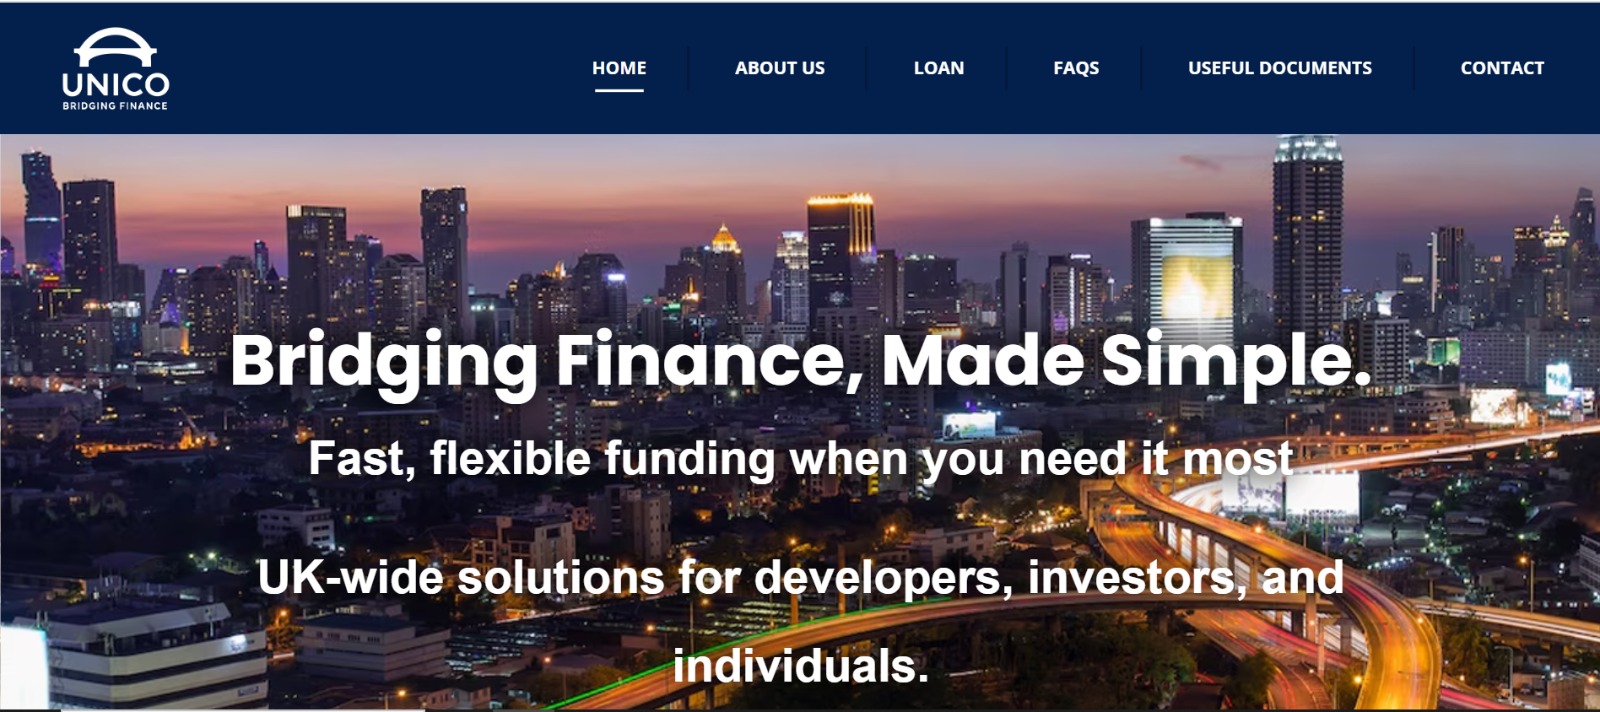 UNICO
BRIDGING FINANCE
HOME
ABOUT US
LOAN
FAQS
USEFUL DOCUMENTS
CONTACT
Bridging Finance, Made Simple.
Fast, flexible funding when you need it most
UK-wide solutions for developers, investors, and
individuals.